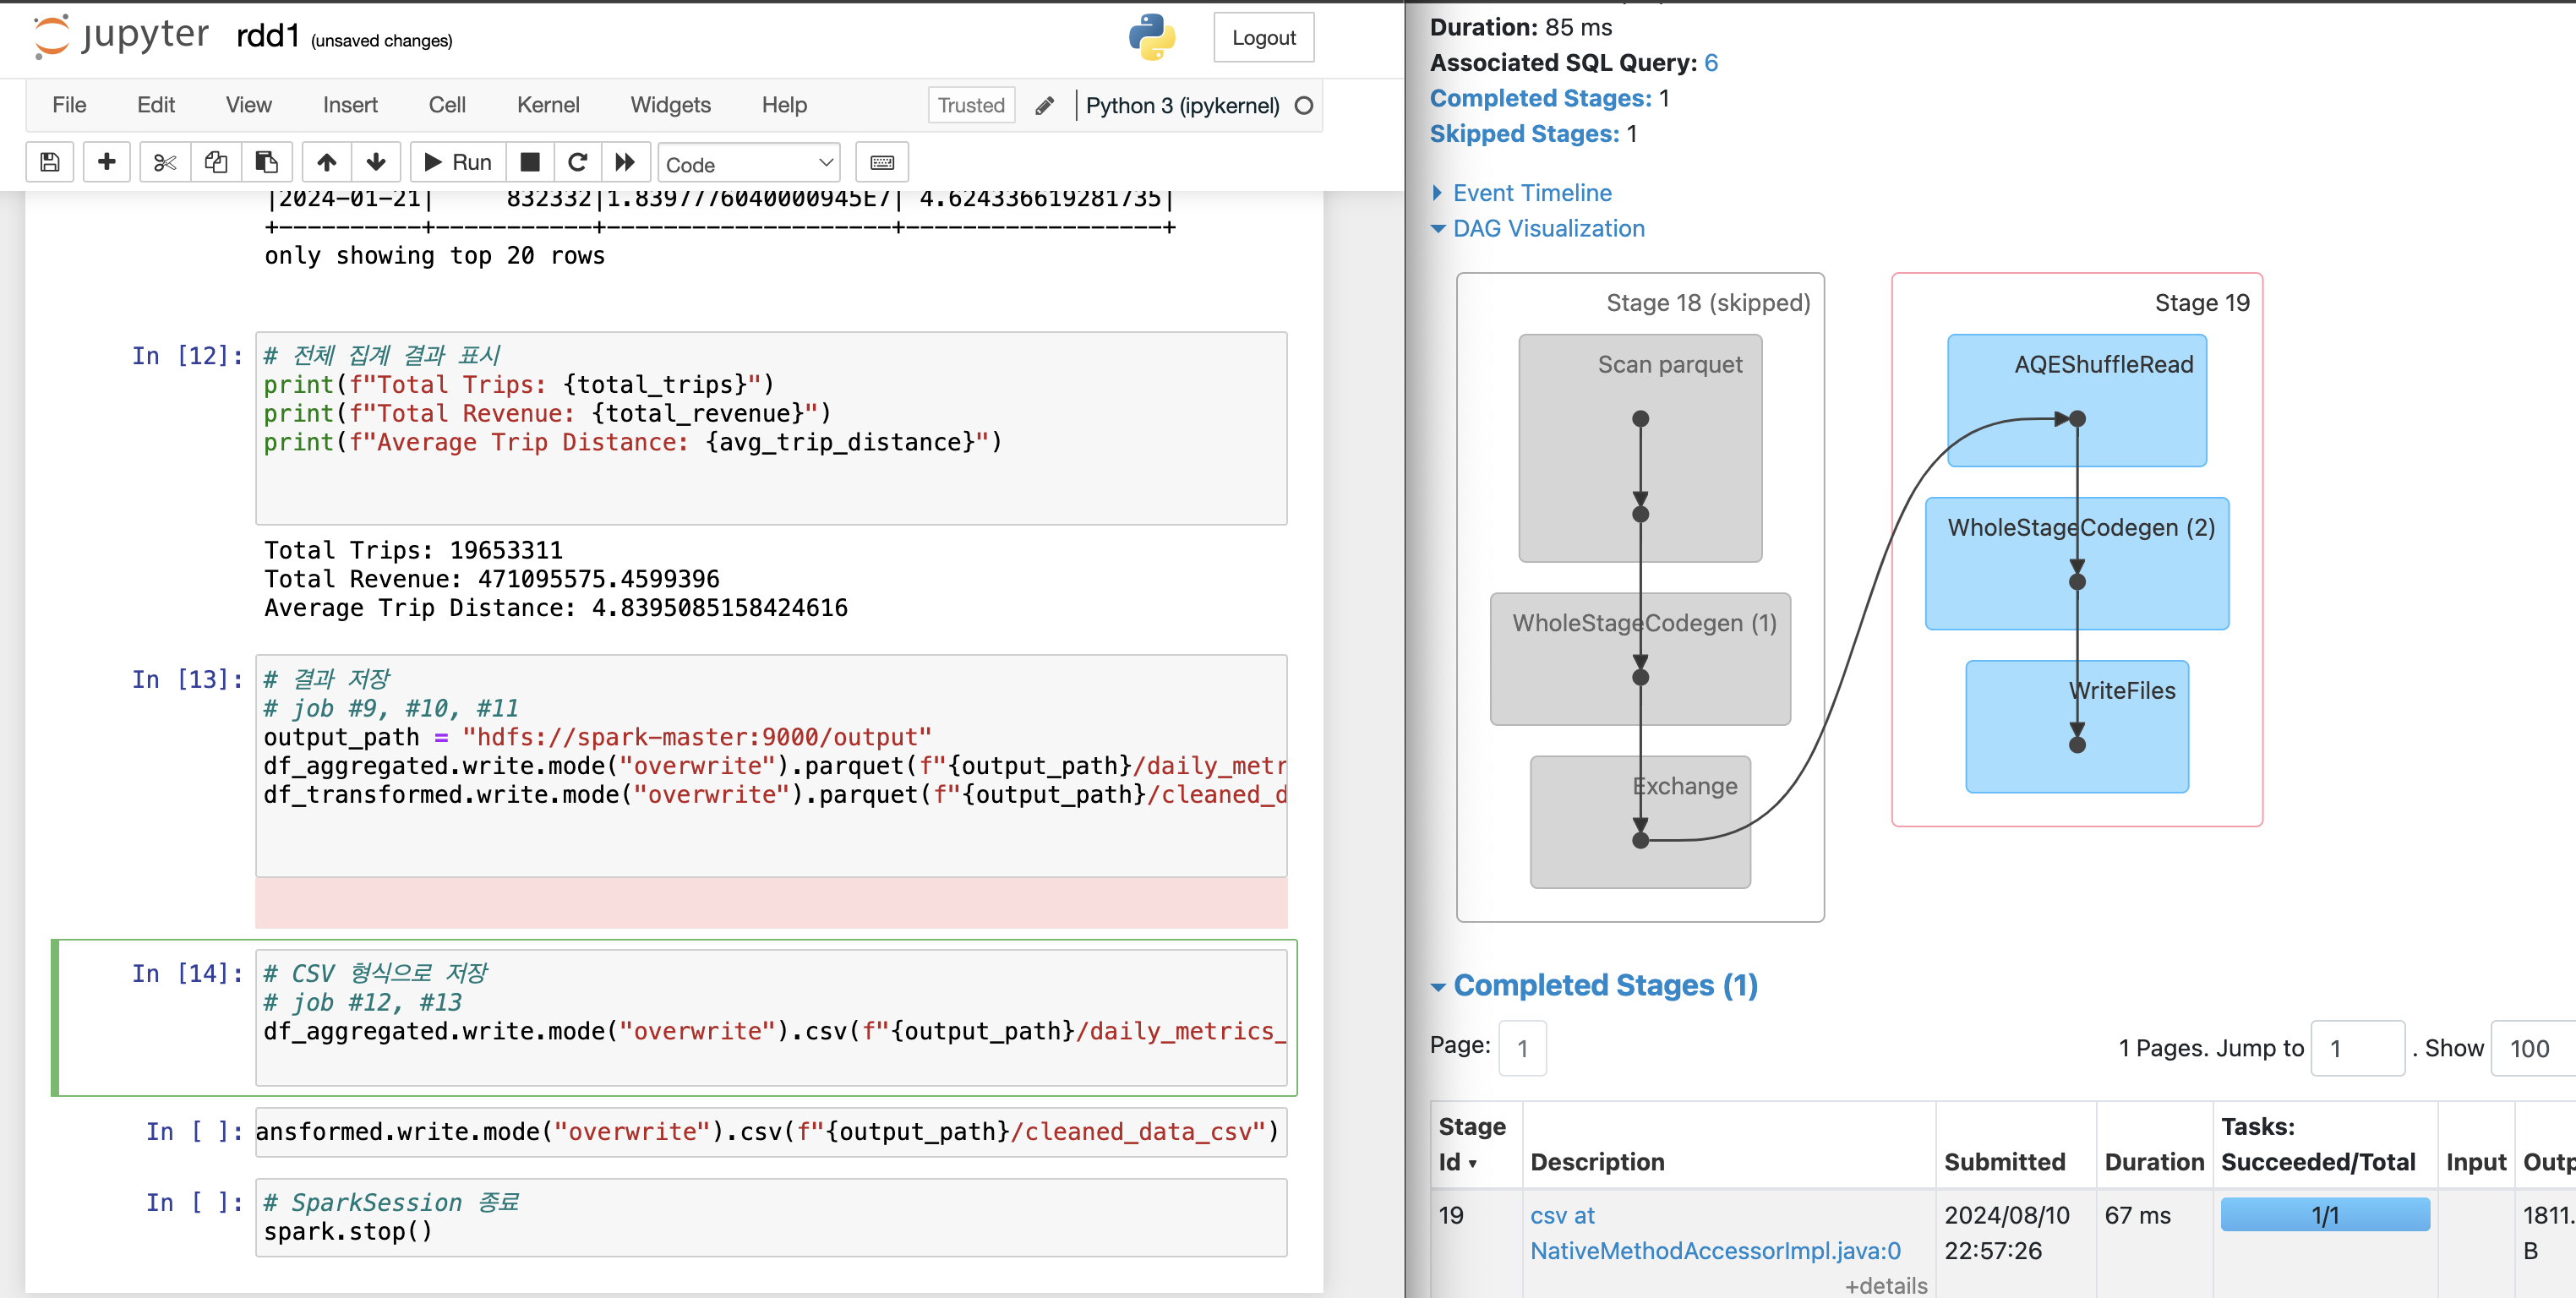 jupyter rdd1 (unsaved changes)
Logout
File Edit View Insert Cell Kernel Widgets Help
Trusted
Python 3 (ipykernel)
Run
Code
|2024-01-21|     832332|1.8397776040000945E7| 4.624336619281735|
+----------+-----------+--------------------+-----------------+
only showing top 20 rows
In [12]:
# 전체 집계 결과 표시
print(f"Total Trips: {total_trips}")
print(f"Total Revenue: {total_revenue}")
print(f"Average Trip Distance: {avg_trip_distance}")
Total Trips: 19653311
Total Revenue: 471095575.4599396
Average Trip Distance: 4.8395085158424616
In [13]:
# 결과 저장
# job #9, #10, #11
output_path = "hdfs://spark-master:9000/output"
df_aggregated.write.mode("overwrite").parquet(f"{output_path}/daily_metr
df_transformed.write.mode("overwrite").parquet(f"{output_path}/cleaned_d
In [14]:
# CSV 형식으로 저장
# job #12, #13
df_aggregated.write.mode("overwrite").csv(f"{output_path}/daily_metrics_
In [ ]:
ansformed.write.mode("overwrite").csv(f"{output_path}/cleaned_data_csv")
In [ ]:
# SparkSession 종료
spark.stop()
Duration: 85 ms
Associated SQL Query: 6
Completed Stages: 1
Skipped Stages: 1
Event Timeline
DAG Visualization
Stage 18 (skipped)
Scan parquet
WholeStageCodegen (1)
Exchange
Stage 19
AQEShuffleRead
WholeStageCodegen (2)
WriteFiles
Completed Stages (1)
Page: 1
1 Pages. Jump to 1 . Show 100
Stage Id
Description
Submitted
Duration
Tasks: Succeeded/Total
Input
Outp
19
csv at
NativeMethodAccessorImpl.java:0
+details
2024/08/10
22:57:26
67 ms
1/1
1811.
B